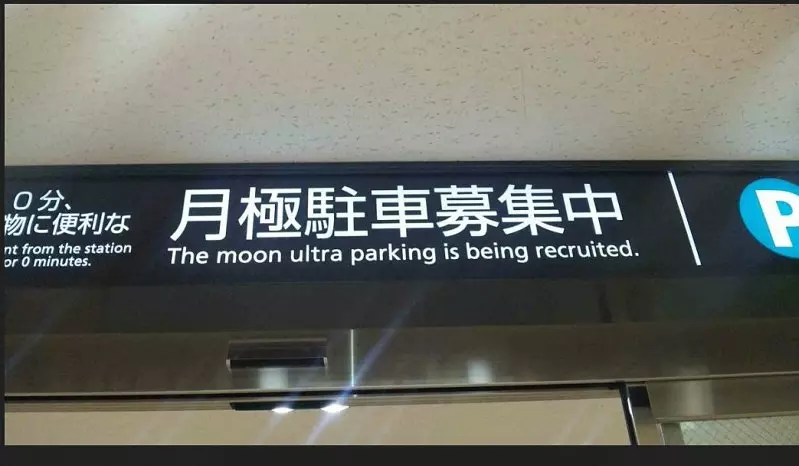 0分、
物に便利な
nt from the station
or 0 minutes.
月極駐車募集中
The moon ultra parking is being recruited.
P